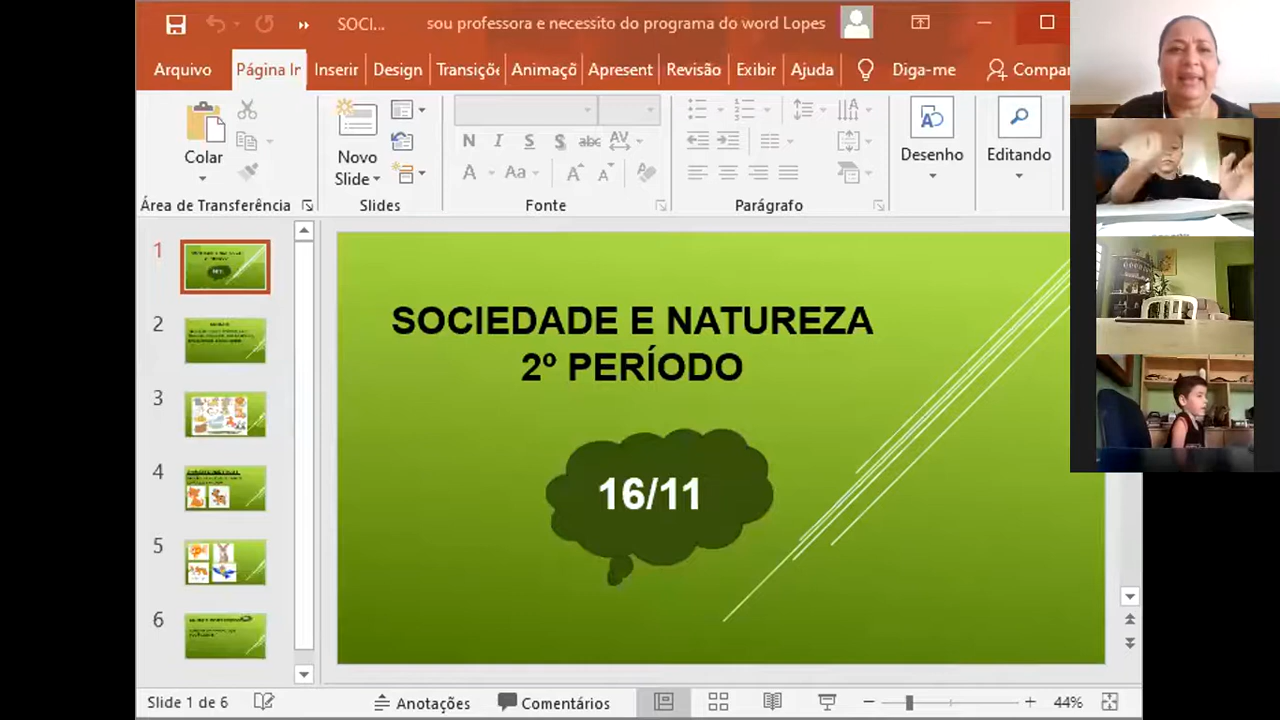 SOCI...
sou professora e necessito do programa do word Lopes
Arquivo
Página Ir
Inserir
Design
Transiçõe
Animaçõ
Apresent
Revisão
Exibir
Ajuda
Diga-me
Compar
Colar
Novo
Slide
N I S S abc AV
A Aa A A
Desenho
Editando
Área de Transferência
Slides
Fonte
Parágrafo
1
2
3
4
5
6
SOCIEDADE E NATUREZA
2º PERÍODO
16/11
Slide 1 de 6
Anotações
Comentários
44%